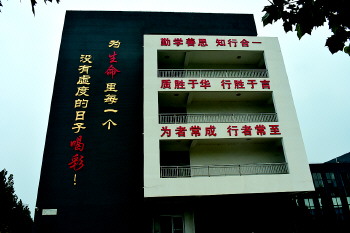 为生命里每一个
没有虚度的日子喝彩！
勤学善思 知行合一
质胜于华 行胜于言
为者常成 行者常至